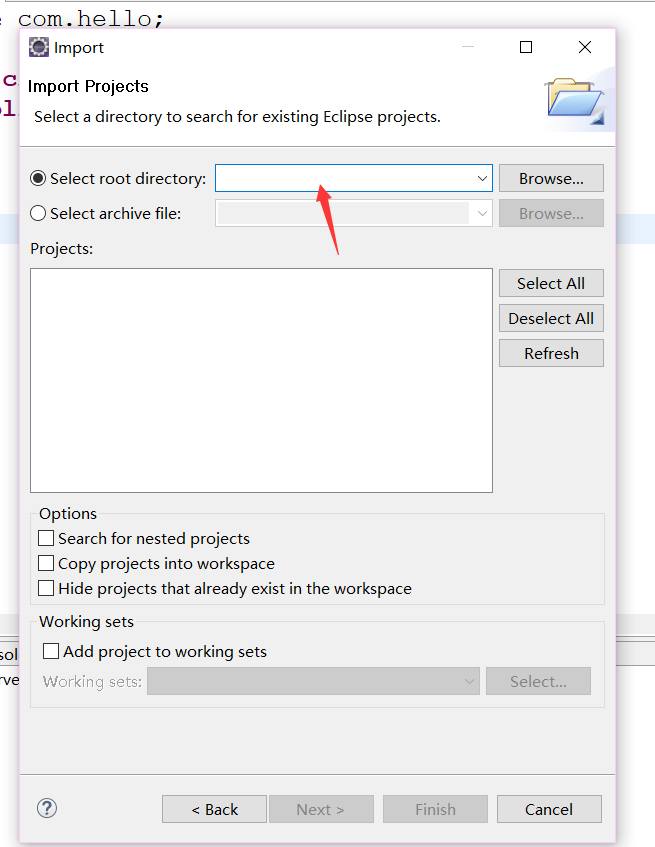 com.hello;
Import
Import Projects
Select a directory to search for existing Eclipse projects.
Select root directory:
Browse...
Select archive file:
Browse...
Projects:
Select All
Deselect All
Refresh
Options
Search for nested projects
Copy projects into workspace
Hide projects that already exist in the workspace
Working sets
Add project to working sets
Working sets:
Select...
< Back
Next >
Finish
Cancel